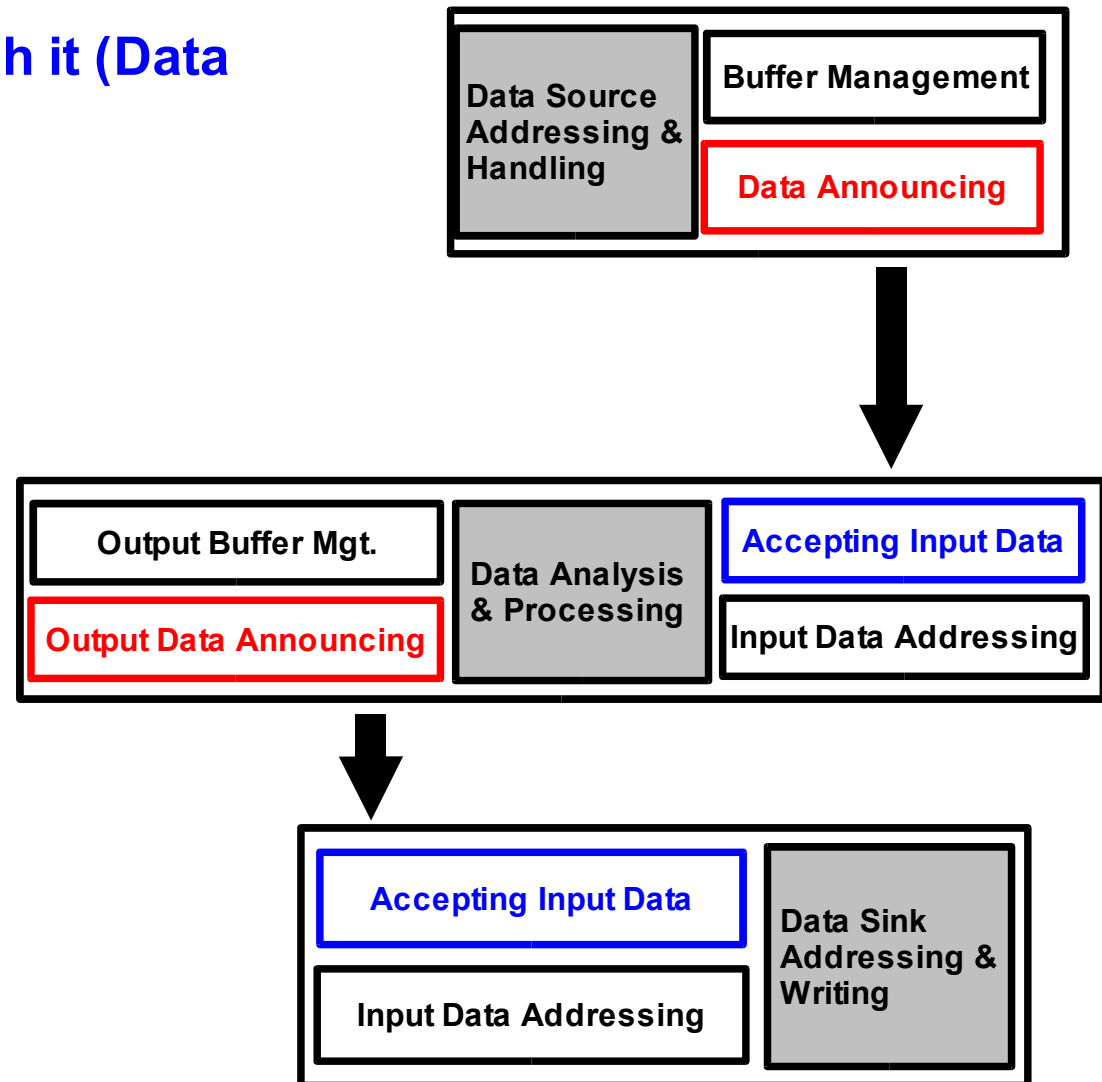 h it (Data
Data Source
Addressing &
Handling
Buffer Management
Data Announcing
Output Buffer Mgt.
Output Data Announcing
Data Analysis
& Processing
Accepting Input Data
Input Data Addressing
Accepting Input Data
Input Data Addressing
Data Sink
Addressing &
Writing